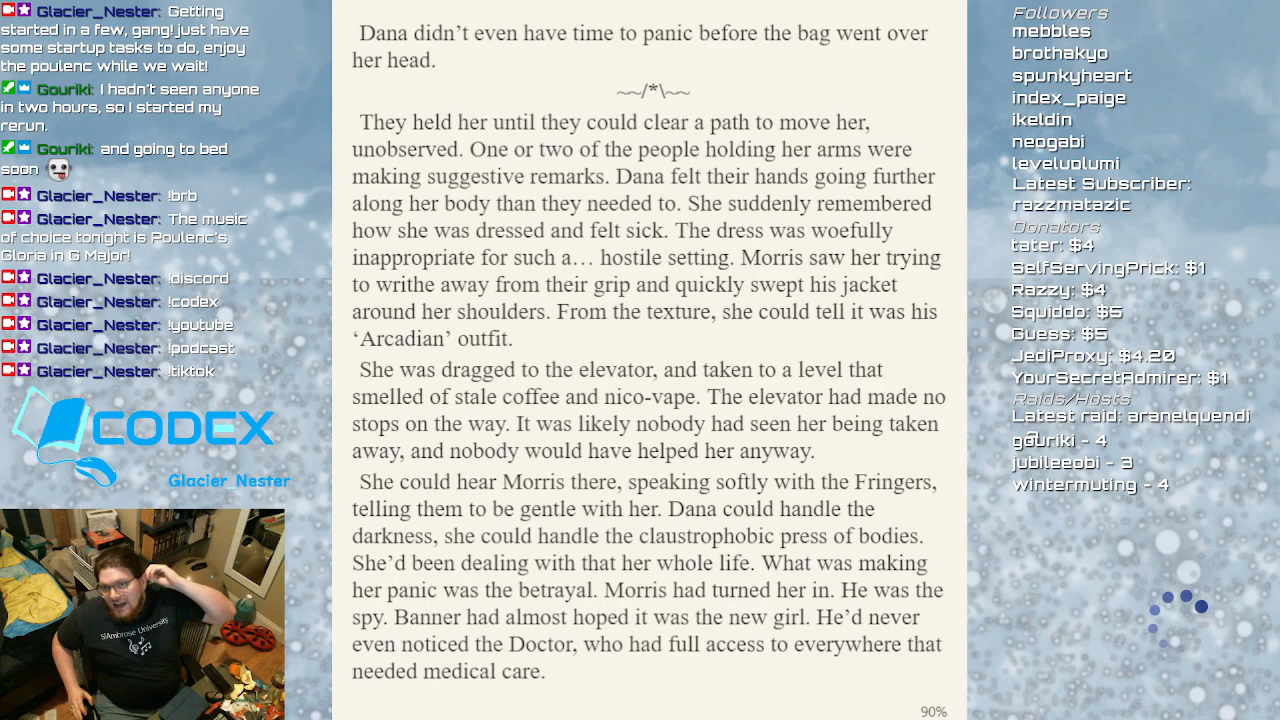 Glacier_Nester: Getting
started in a few, gang! just have
some startup tasks to do, enjoy
the poulenc while we wait!
Gouriki: I hadn't seen anyone
in two hours, so I started my
rerun.
Gouriki: and going to bed
soon
Glacier_Nester: !brb
Glacier_Nester: The music
of choice tonight is Poulenc's
Gloria in G Major!
Glacier_Nester: !discord
Glacier_Nester: !codex
Glacier_Nester: !youtube
Glacier_Nester: !podcast
Glacier_Nester: !tiktok
CODEX
Glacier Nester
St.Ambrose University
Dana didn’t even have time to panic before the bag went over
her head.
~~/*\~~
They held her until they could clear a path to move her,
unobserved. One or two of the people holding her arms were
making suggestive remarks. Dana felt their hands going further
along her body than they needed to. She suddenly remembered
how she was dressed and felt sick. The dress was woefully
inappropriate for such a… hostile setting. Morris saw her trying
to writhe away from their grip and quickly swept his jacket
around her shoulders. From the texture, she could tell it was his
‘Arcadian’ outfit.
She was dragged to the elevator, and taken to a level that
smelled of stale coffee and nico-vape. The elevator had made no
stops on the way. It was likely nobody had seen her being taken
away, and nobody would have helped her anyway.
She could hear Morris there, speaking softly with the Fringers,
telling them to be gentle with her. Dana could handle the
darkness, she could handle the claustrophobic press of bodies.
She’d been dealing with that her whole life. What was making
her panic was the betrayal. Morris had turned her in. He was the
spy. Banner had almost hoped it was the new girl. He’d never
even noticed the Doctor, who had full access to everywhere that
needed medical care.
90%
Followers
mebbles
brothakyo
spunkyheart
index_paige
ikeldin
neogabi
leveluolumi
Latest Subscriber:
razzmatazic
Donators
tater: $4
SelfServingPrick: $1
Razzy: $4
Squiddo: $5
Guess: $5
JediProxy: $4.20
YourSecretAdmirer: $1
Raids/Hosts
Latest raid: aranelquendi
gouriki - 4
jubileeobi - 3
wintermuting - 4